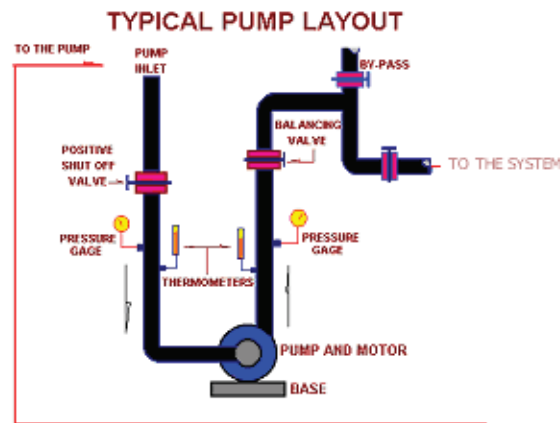 TYPICAL PUMP LAYOUT
TO THE PUMP
PUMP
INLET
BY-PASS
POSITIVE
SHUT OFF
VALVE
BALANCING
VALVE
TO THE SYSTEM
PRESSURE
GAGE
PRESSURE
GAGE
THERMOMETERS
PUMP AND MOTOR
BASE